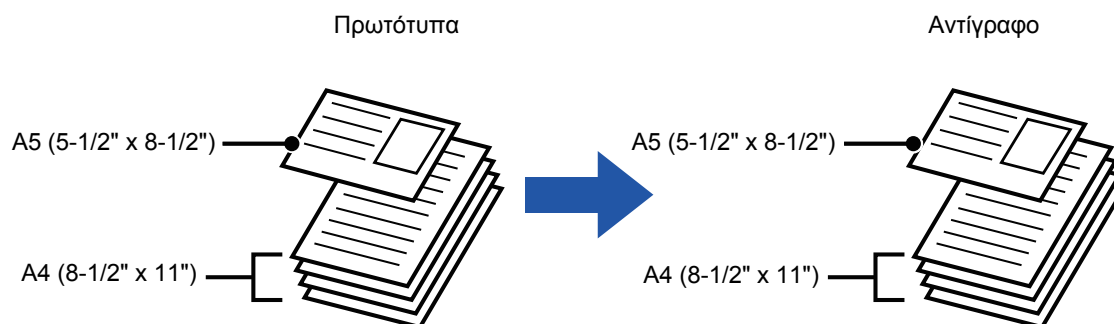 Πρωτότυπα
Αντίγραφο
A5 (5-1/2" x 8-1/2")
A5 (5-1/2" x 8-1/2")
A4 (8-1/2" x 11")
A4 (8-1/2" x 11")